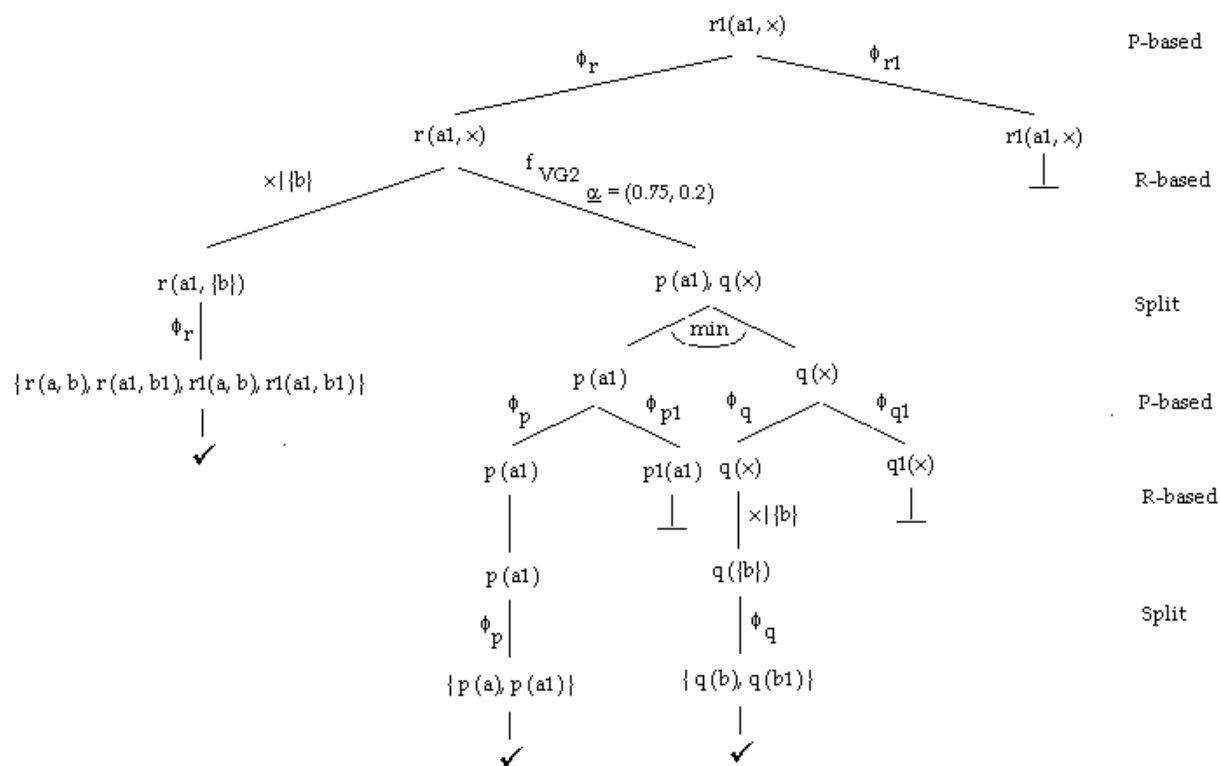 r1(a1, x)
P-based
ϕr ϕr1
r(a1, x) r1(a1, x)
x|{b} f VG2 α = (0.75, 0.2)
R-based
r(a1, {b}) p(a1), q(x)
Split
ϕr min
{r(a, b), r(a1, b1), r1(a, b), r1(a1, b1)} p(a1) q(x)
P-based
ϕp ϕp1 ϕq ϕq1
p(a1) p1(a1) q(x) q1(x)
R-based
x|{b}
p(a1) q({b})
Split
ϕp ϕq
{p(a), p(a1)} {q(b), q(b1)}